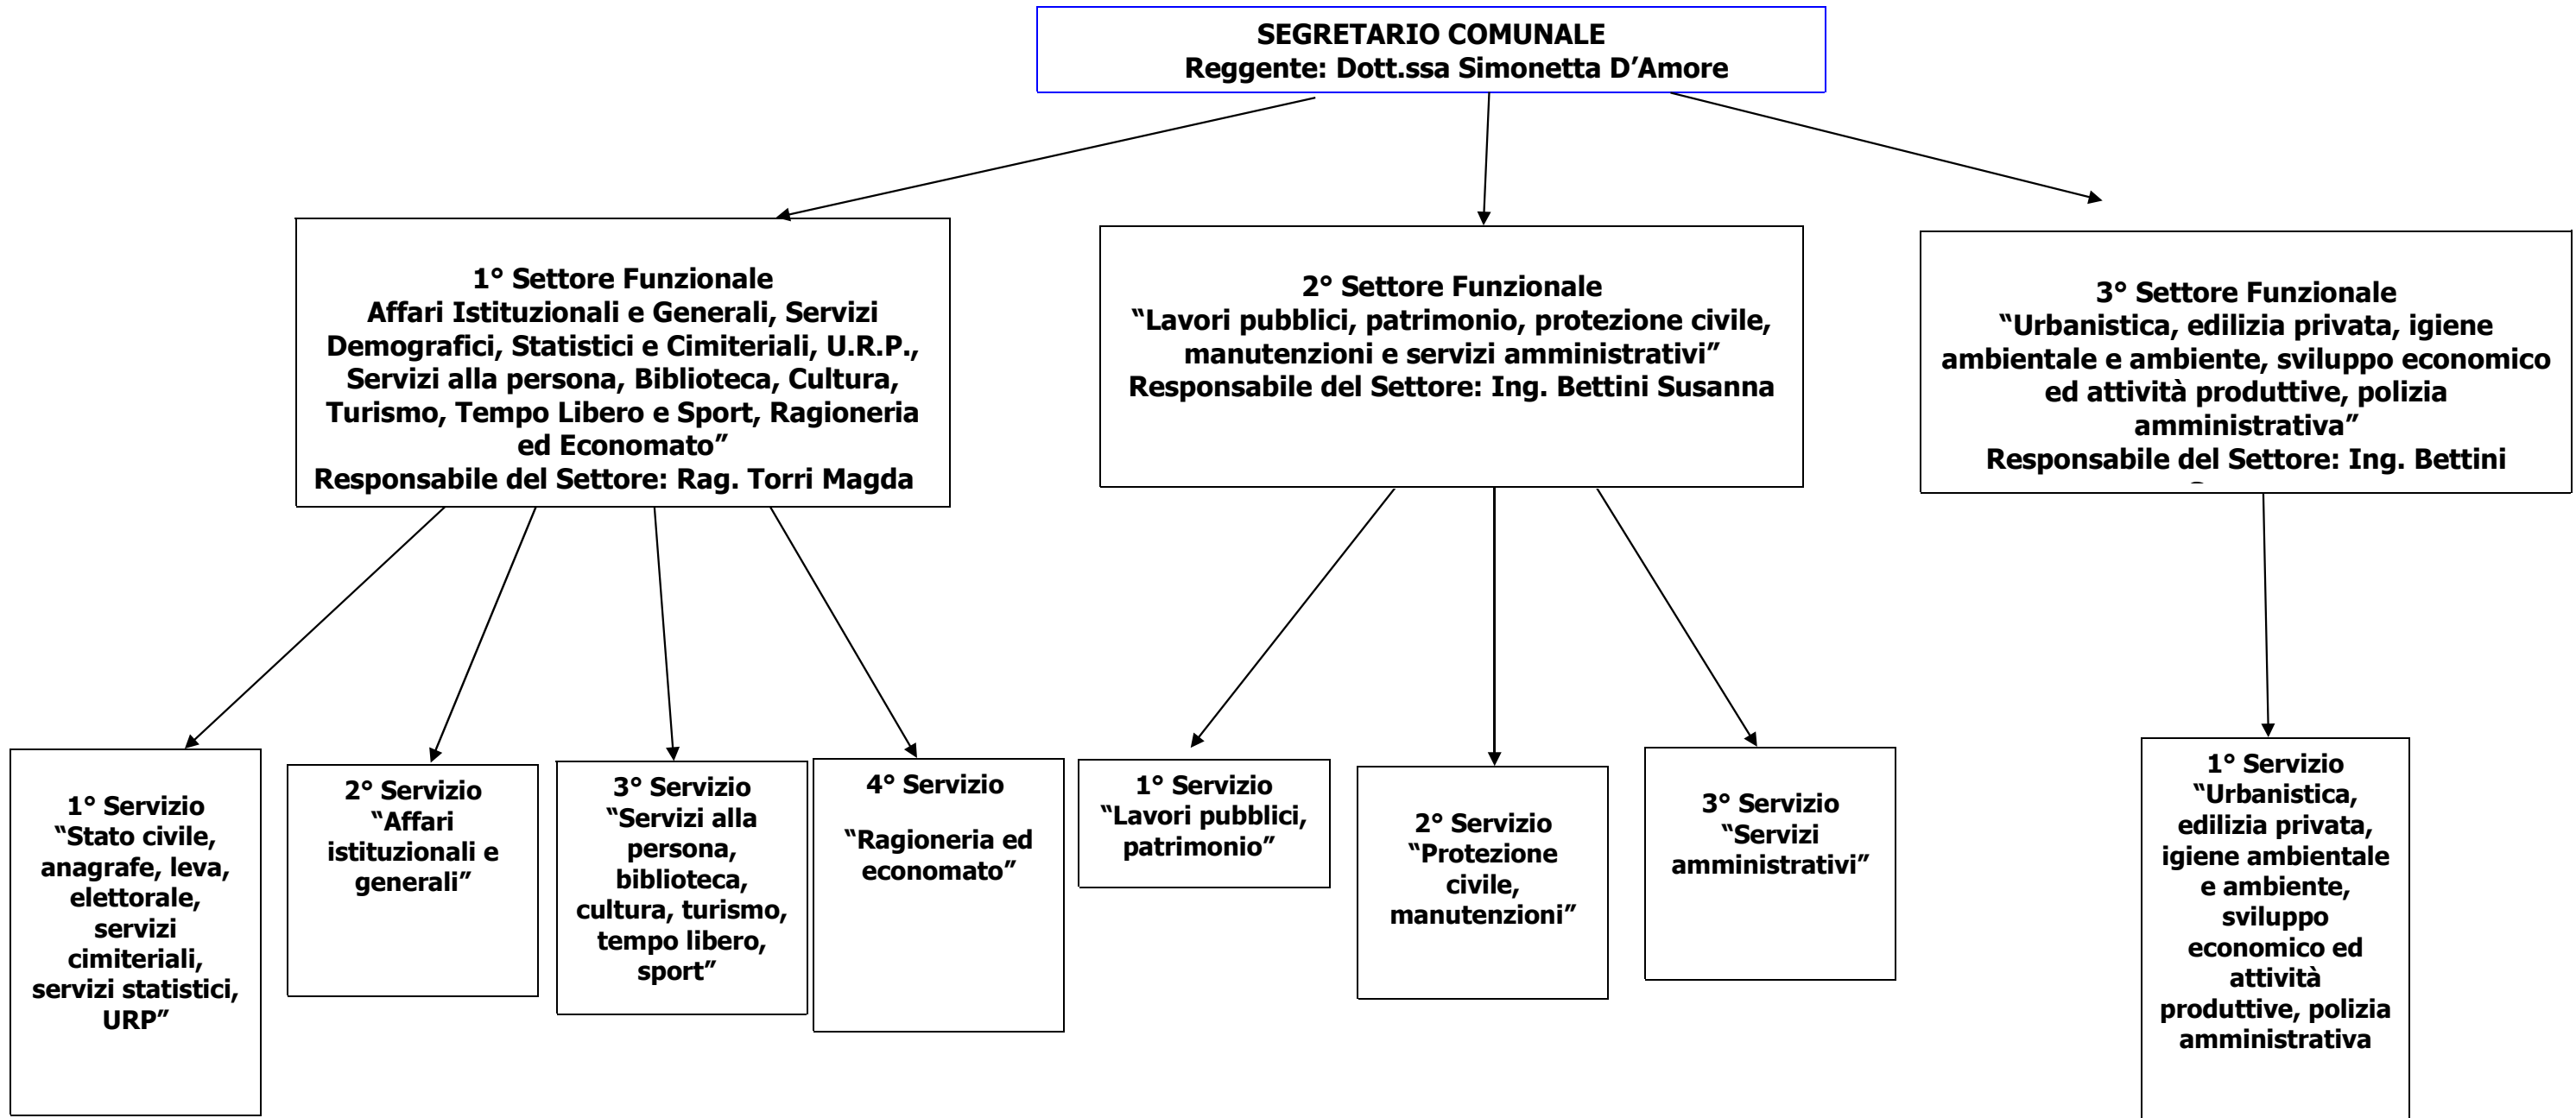 SEGRETARIO COMUNALE
Reggente: Dott.ssa Simonetta D’Amore
1° Settore Funzionale
Affari Istituzionali e Generali, Servizi
Demografici, Statistici e Cimiteriali, U.R.P.,
Servizi alla persona, Biblioteca, Cultura,
Turismo, Tempo Libero e Sport, Ragioneria
ed Economato”
Responsabile del Settore: Rag. Torri Magda
2° Settore Funzionale
“Lavori pubblici, patrimonio, protezione civile,
manutenzioni e servizi amministrativi”
Responsabile del Settore: Ing. Bettini Susanna
3° Settore Funzionale
“Urbanistica, edilizia privata, igiene
ambientale e ambiente, sviluppo economico
ed attività produttive, polizia
amministrativa”
Responsabile del Settore: Ing. Bettini
1° Servizio
“Stato civile,
anagrafe, leva,
elettorale,
servizi
cimiteriali,
servizi statistici,
URP”
2° Servizio
“Affari
istituzionali e
generali”
3° Servizio
“Servizi alla
persona,
biblioteca,
cultura, turismo,
tempo libero,
sport”
4° Servizio
“Ragioneria ed
economato”
1° Servizio
“Lavori pubblici,
patrimonio”
2° Servizio
“Protezione
civile,
manutenzioni”
3° Servizio
“Servizi
amministrativi”
1° Servizio
“Urbanistica,
edilizia privata,
igiene ambientale
e ambiente,
sviluppo
economico ed
attività
produttive, polizia
amministrativa